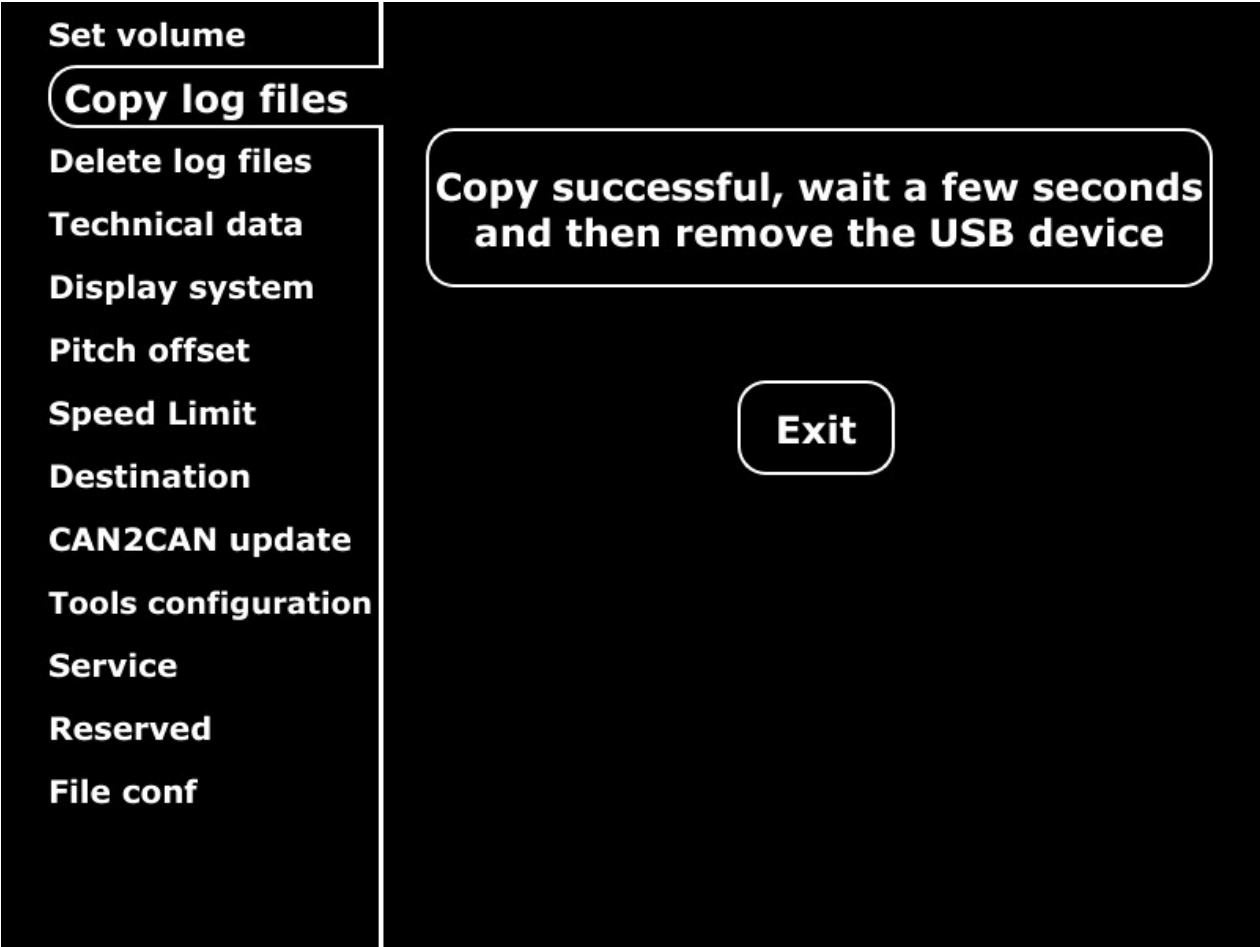 Set volume
Copy log files
Delete log files
Technical data
Display system
Pitch offset
Speed Limit
Destination
CAN2CAN update
Tools configuration
Service
Reserved
File conf
Copy successful, wait a few seconds
and then remove the USB device
Exit